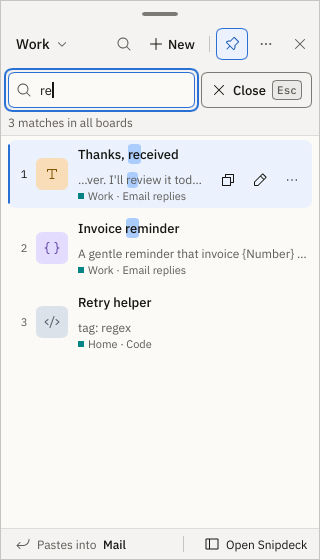 Work
New
re
Close Esc
3 matches in all boards
1 T Thanks, received
...ver. I'll review it tod...
Work · Email replies
2 { } Invoice reminder
A gentle reminder that invoice {Number} ...
Work · Email replies
3 </> Retry helper
tag: regex
Home · Code
Pastes into Mail
Open Snipdeck